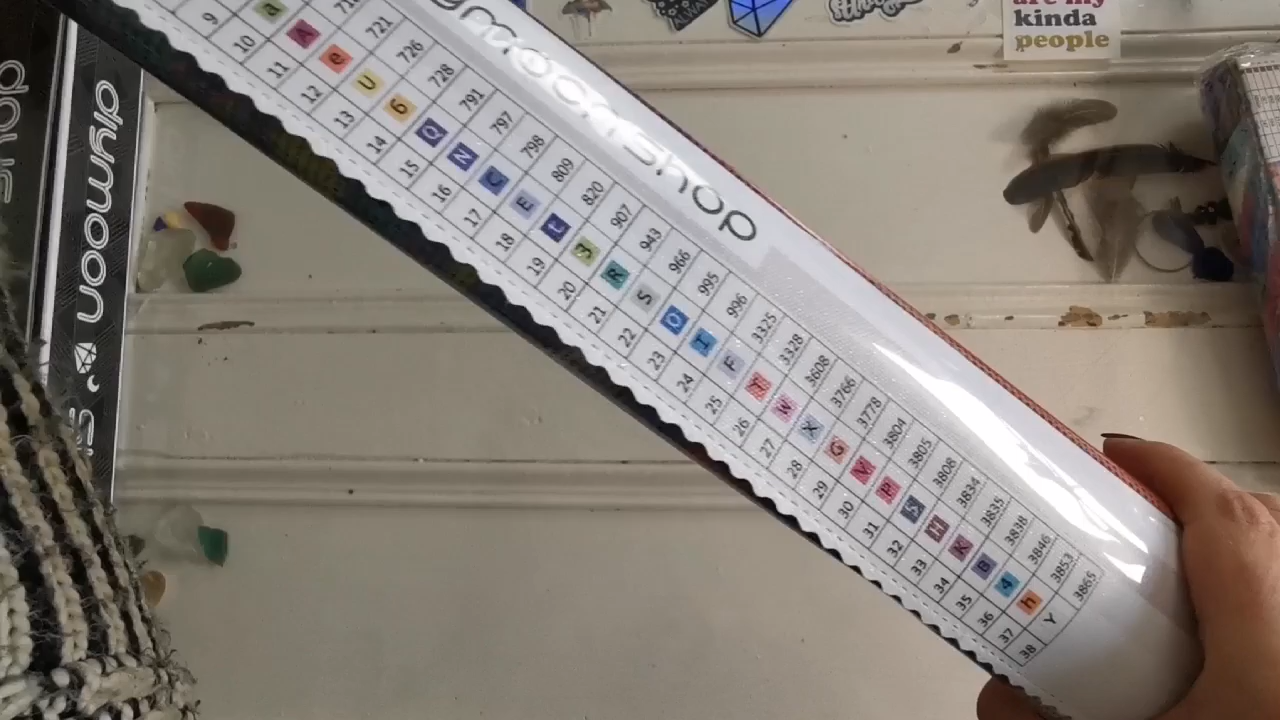 9
10 a
11 A
12 e 721
13 U 726
14 6 728
15 Q 791
16 N 797
17 C 798
18 E 809
19 t 820
20 3 907
21 R 943
22 S 966
23 O 995
24 I 996
25 F 3325
26 T 3328
27 W 3608
28 X 3766
29 G 3778
30 3804
31 P 3805
32 3808
33 H 3834
34 K 3835
35 B 3838
36 4 3846
37 h 3853
38 Y 3865
ymoonshop
diymoon
are my
kinda
people